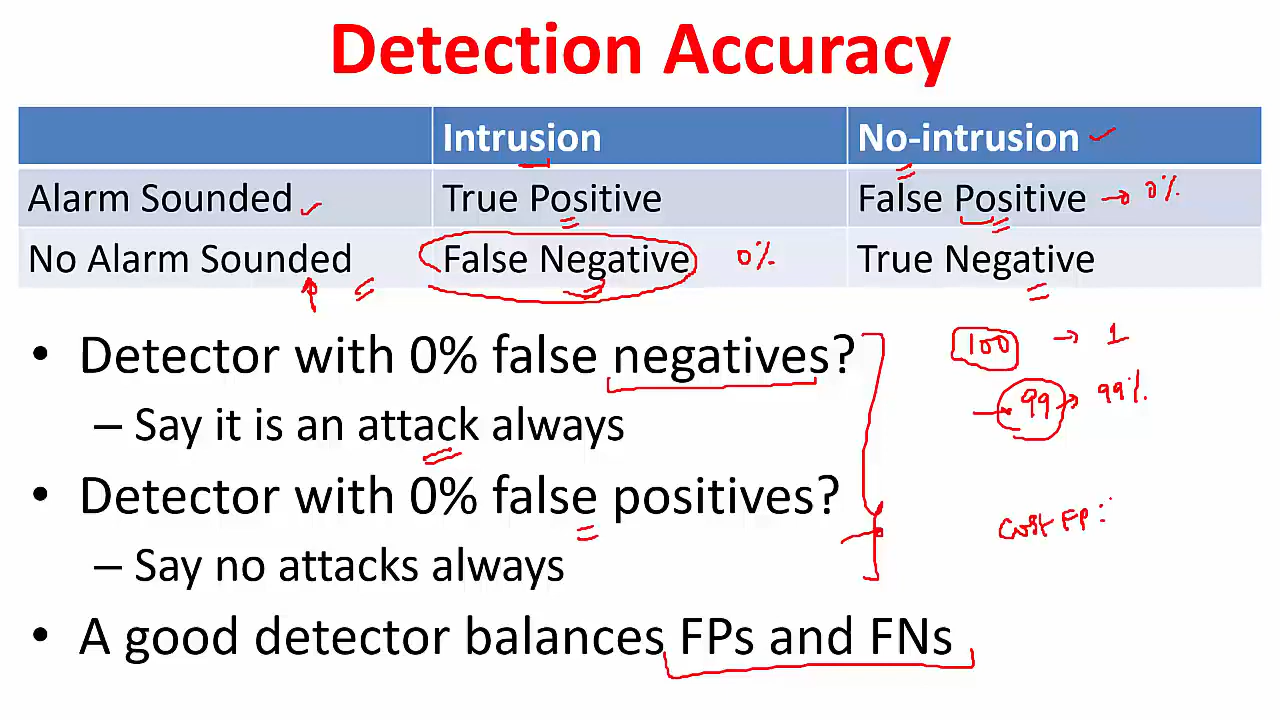 Detection Accuracy
Intrusion No-intrusion
Alarm Sounded True Positive False Positive → 0%
No Alarm Sounded False Negative 0% True Negative
• Detector with 0% false negatives?
100 → 1
– Say it is an attack always
99 → 99%
• Detector with 0% false positives?
Cost FP :
– Say no attacks always
• A good detector balances FPs and FNs